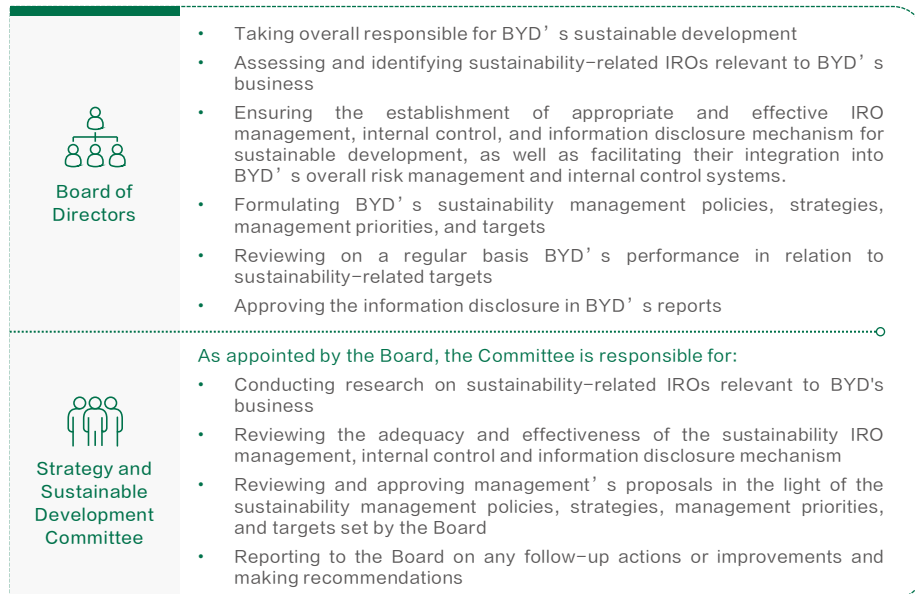 Board of
Directors
• Taking overall responsible for BYD’s sustainable development
• Assessing and identifying sustainability-related IROs relevant to BYD’s
business
• Ensuring the establishment of appropriate and effective IRO
management, internal control, and information disclosure mechanism for
sustainable development, as well as facilitating their integration into
BYD’s overall risk management and internal control systems.
• Formulating BYD’s sustainability management policies, strategies,
management priorities, and targets
• Reviewing on a regular basis BYD’s performance in relation to
sustainability-related targets
• Approving the information disclosure in BYD’s reports
Strategy and
Sustainable
Development
Committee
As appointed by the Board, the Committee is responsible for:
• Conducting research on sustainability-related IROs relevant to BYD's
business
• Reviewing the adequacy and effectiveness of the sustainability IRO
management, internal control and information disclosure mechanism
• Reviewing and approving management’s proposals in the light of the
sustainability management policies, strategies, management priorities,
and targets set by the Board
• Reporting to the Board on any follow-up actions or improvements and
making recommendations